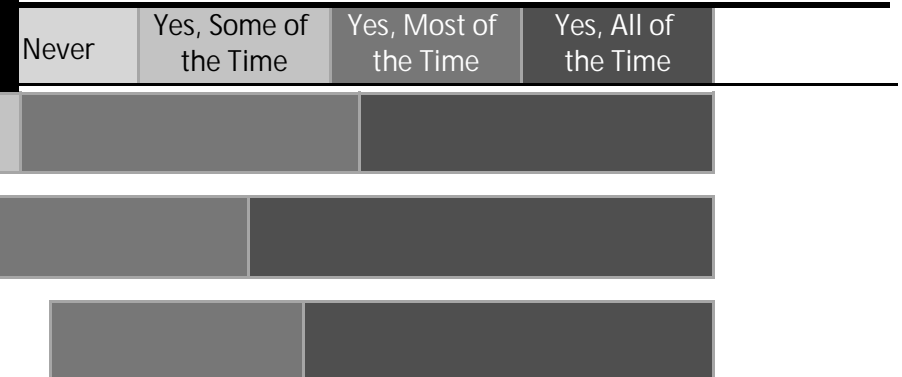 Never
Yes, Some of
the Time
Yes, Most of
the Time
Yes, All of
the Time